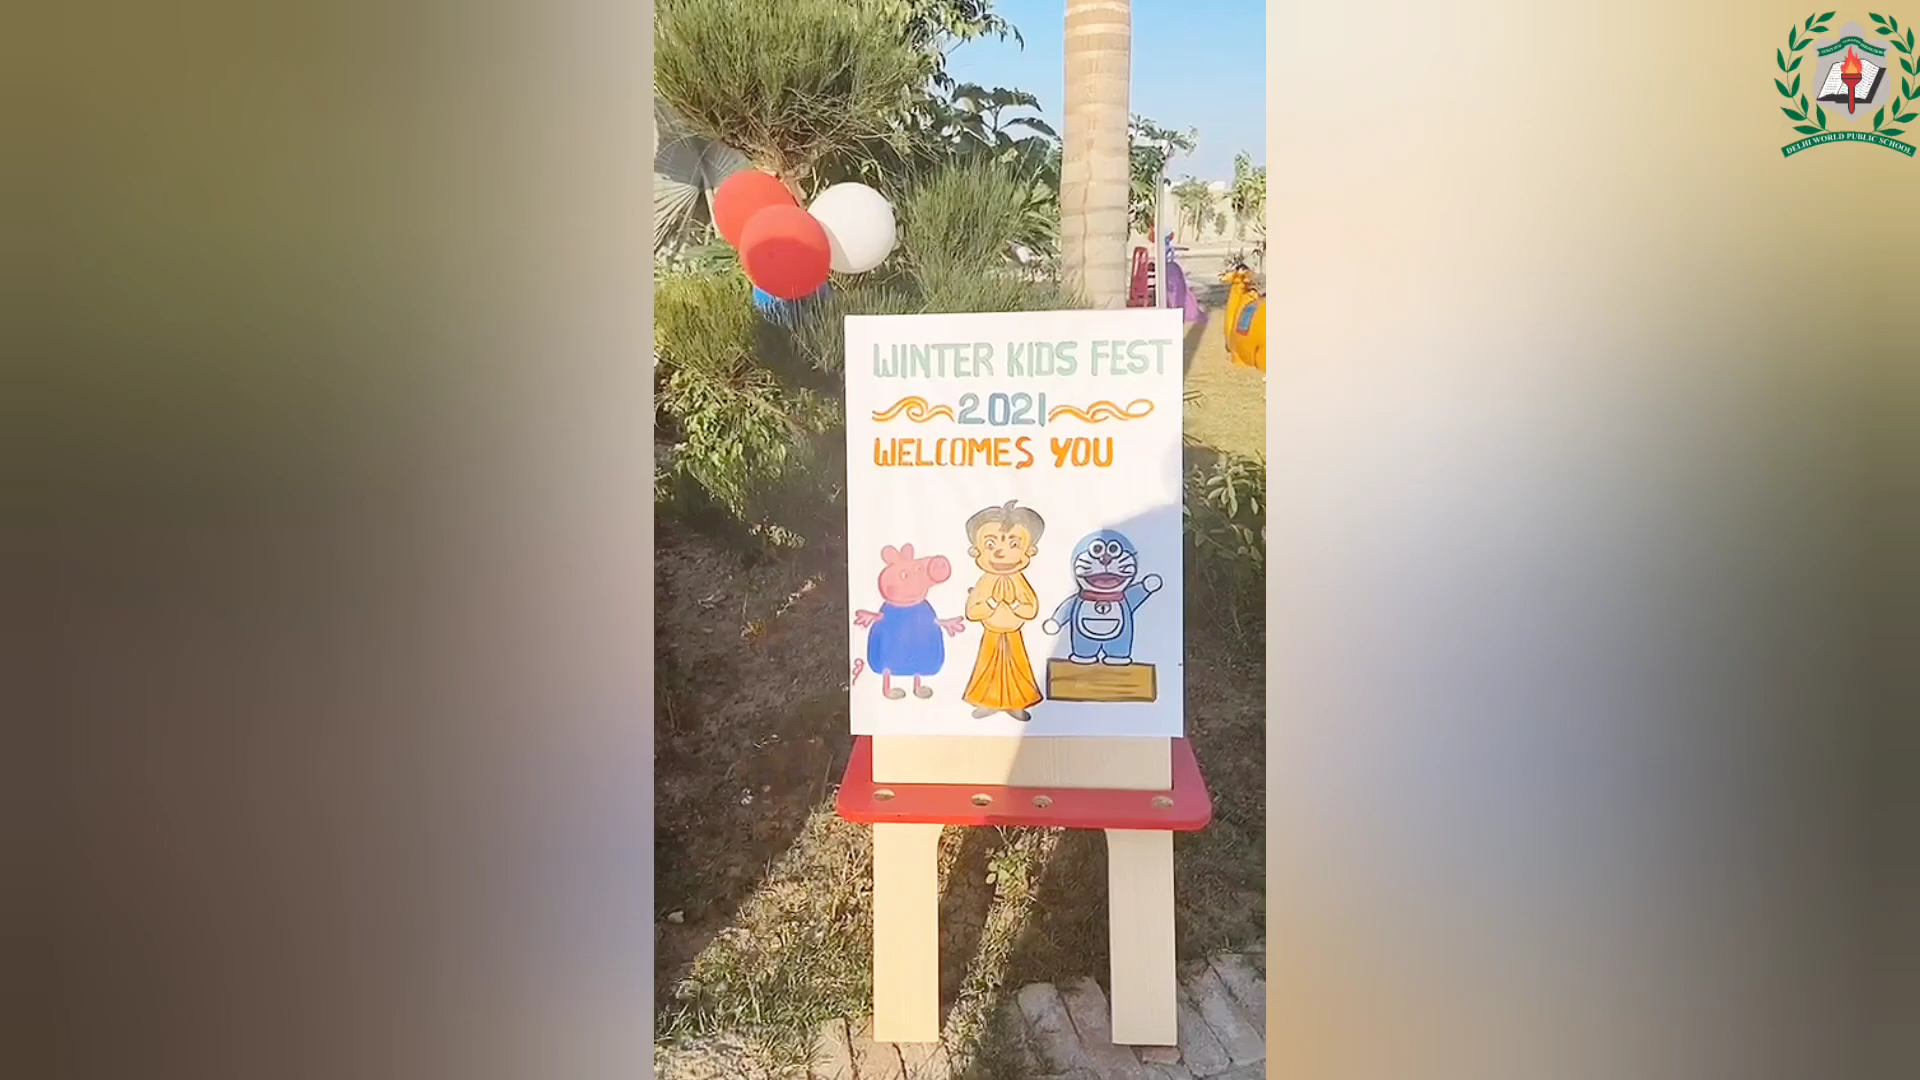 WINTER KIDS FEST
2021
WELCOMES YOU
DELHI WORLD PUBLIC SCHOOL